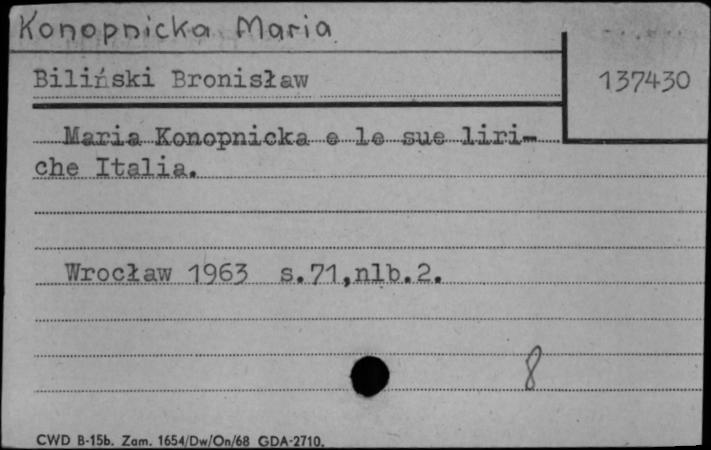 Konopnicka Maria
Biliński Bronisław
137430
Maria Konopnicka e le sue liri-
che Italia.
Wrocław 1963 s.71,nlb.2.
8
CWD B-15b. Zam. 1654/Dw/On/68 GDA-2710.